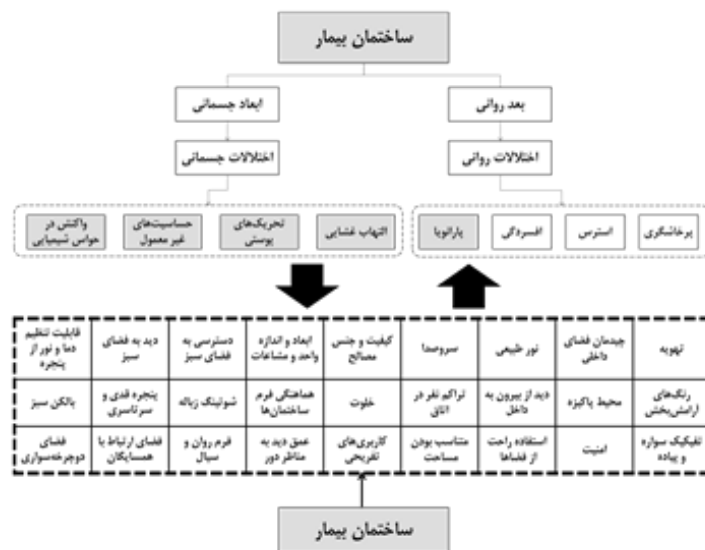 ساختمان بیمار
بعد روانی
ابعاد جسمانی
اختلالات روانی
اختلالات جسمانی
پرخاشگری
استرس
افسردگی
پارانویا
التهاب غشایی
تحریک‌های
پوستی
حساسیت‌های
غیر معمول
واکنش در
حواس شیمیایی
تهویه
چیدمان فضای
داخلی
نور طبیعی
سروصدا
کیفیت و جنس
مصالح
ابعاد و اندازه
واحد و مشاعات
دسترسی به
فضای سبز
دید به فضای
سبز
قابلیت تنظیم
دما و نور از
پنجره
رنگ‌های
آرامش‌بخش
محیط پاکیزه
دید از بیرون به
داخل
تراکم نفر در
اتاق
خلوت
هماهنگی فرم
ساختمان‌ها
شوتینگ زباله
پنجره قدی و
سرتاسری
بالکن سبز
تفکیک سواره
و پیاده
امنیت
استفاده راحت
از فضاها
متناسب بودن
مساحت
کاربری‌های
تفریحی
عمق دید به
مناظر دور
فرم روان و
سیال
فضای ارتباط با
همسایگان
فضای
دوچرخه‌سواری
ساختمان بیمار